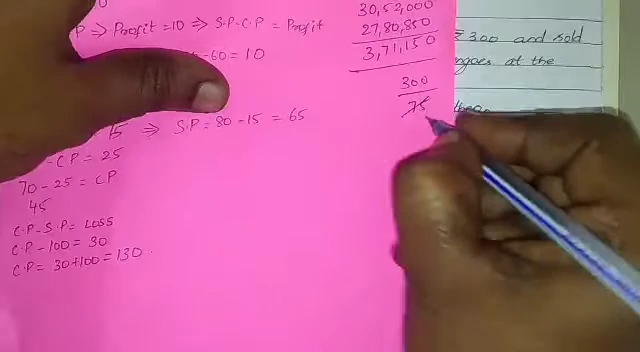 P ⇒ Profit = 10 ⇒ S.P - C.P = Profit
-60 = 10
15 ⇒ S.P = 80 - 15 = 65
- C.P = 25
70 - 25 = C.P
45
C.P - S.P = LOSS
C.P - 100 = 30
C.P = 30 + 100 = 130
30,52,000
27,80,850
3,71,150
300
75
₹ 300 and sold
at the